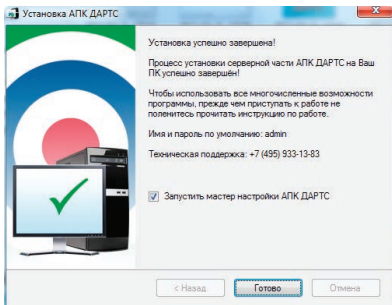 Установка АПК ДАРТС
Установка успешно завершена!
Процесс установки серверной части АПК ДАРТС на Ваш
ПК успешно завершён!
Чтобы использовать все многочисленные возможности
программы, прежде чем приступать к работе не
поленитесь прочитать инструкцию по работе.
Имя и пароль по умолчанию: admin
Техническая поддержка: +7 (495) 933-13-83
Запустить мастер настройки АПК ДАРТС
< Назад
Готово
Отмена